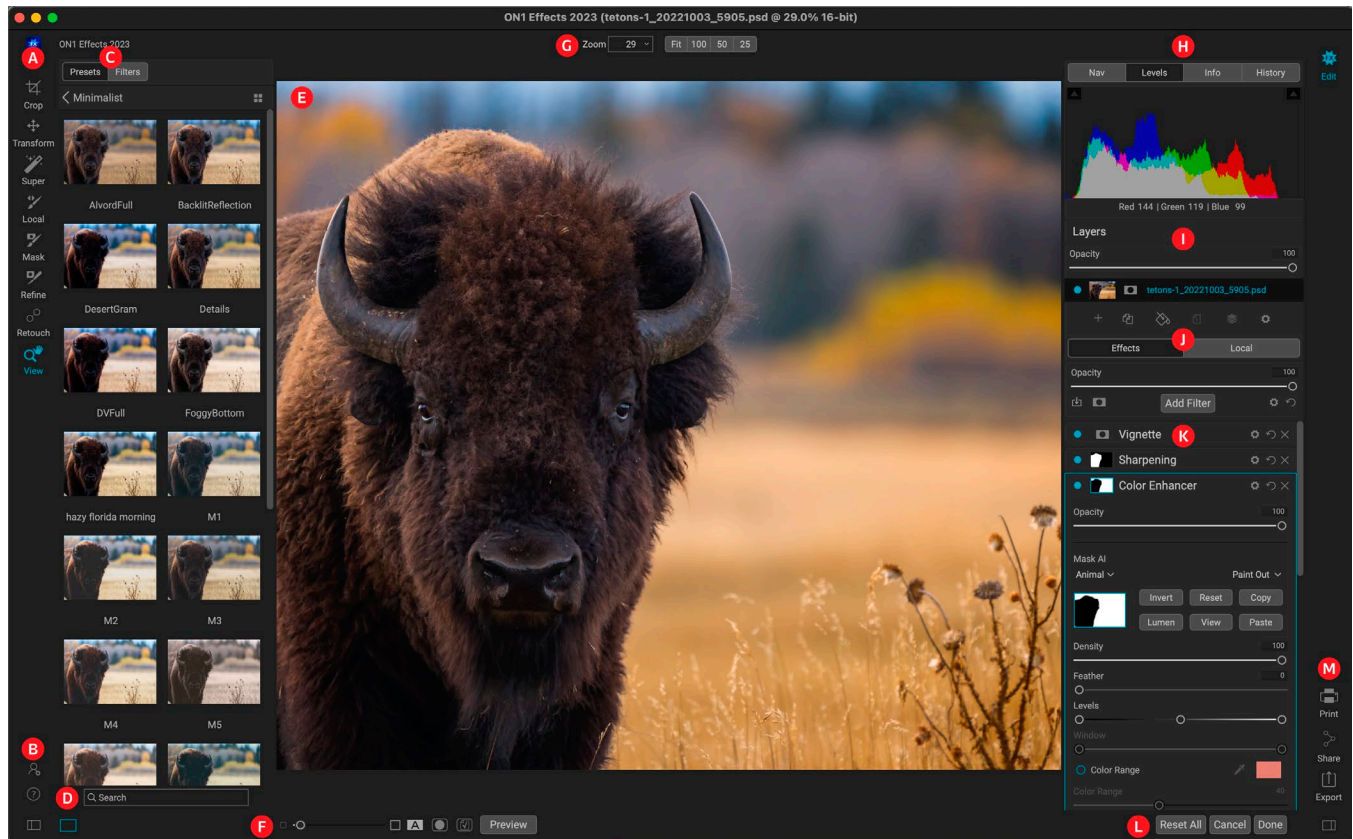 ON1 Effects 2023 (tetons-1_20221003_5905.psd @ 29.0% 16-bit)
A
ON1 Effects 2023
C
Presets Filters
Minimalist
Crop
Transform
Super
Local
Mask
Refine
Retouch
View
AlvordFull BacklitReflection
DesertGram Details
DVFull FoggyBottom
hazy florida morning M1
M2 M3
M4 M5
B
D
Search
G
Zoom 29 Fit 100 50 25
E
F
A
Preview
H
Nav Levels Info History
Red 144 | Green 119 | Blue 99
Layers
I
Opacity 100
tetons-1_20221003_5905.psd
J
Effects Local
Opacity 100
Add Filter
Vignette
K
Sharpening
Color Enhancer
Opacity 100
Mask AI
Animal Paint Out
Invert Reset Copy
Lumen View Paste
Density 100
Feather 0
Levels
Window
Color Range
Color Range 40
L
Reset All Cancel Done
Edit
M
Print
Share
Export